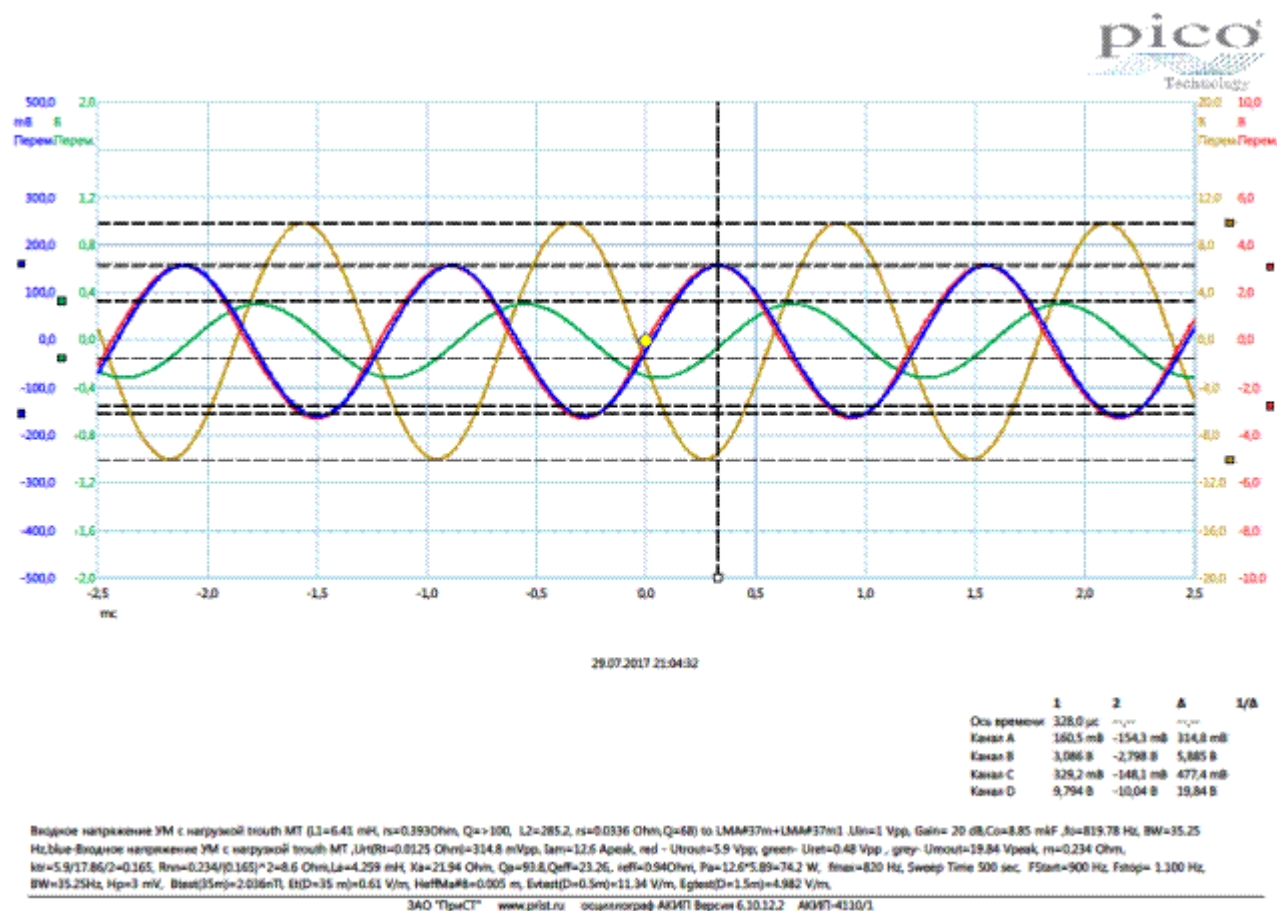 pico
Technology
500,0 2,0 20,0 10,0
mВ В В В
Перем. Перем. Перем. Перем.
300,0 1,2 12,0 6,0
200,0 0,8 8,0 4,0
100,0 0,4 4,0 2,0
0,0 0,0 0,0 0,0
-100,0 -0,4 -4,0 -2,0
-200,0 -0,8 -8,0 -4,0
-300,0 -1,2 -12,0 -6,0
-400,0 -1,6 -16,0 -8,0
-500,0 -2,0 -20,0 -10,0
-2,5 -2,0 -1,5 -1,0 -0,5 0,0 0,5 1,0 1,5 2,0 2,5
mc
29.07.2017 21:04:32
1 2 Δ 1/Δ
Ось времени 328,0 µc --,-- --,--
Канал A 160,5 mВ -154,3 mВ 314,8 mВ
Канал B 3,086 В -2,798 В 5,885 В
Канал C 329,2 mВ -148,1 mВ 477,4 mВ
Канал D 9,794 В -10,04 В 19,84 В
Входное напряжение УМ с нагрузкой trouth MT (L1=6.41 mH, rs=0.393Ohm, Q=>100, L2=285.2, rs=0.0336 Ohm,Q=68) to LMA#37m+LMA#37m1 .Uin=1 Vpp, Gain= 20 dB,Co=8.85 mkF ,fo=819.78 Hz, BW=35.25
Hz,blue-Входное напряжение УМ с нагрузкой trouth MT ,Urt(Rt=0.0125 Ohm)=314.8 mVpp, Iam=12.6 Apeak, red - Utrout=5.9 Vpp; green- Uret=0.48 Vpp , grey- Umout=19.84 Vpeak, rn=0.234 Ohm,
ktr=5.9/17.86/2=0.165, Rnn=0.234/(0.165)^2=8.6 Ohm,La=4.259 mH, Xa=21.94 Ohm, Qa=93.8,Qeff=23.26, reff=0.94Ohm, Pa=12.6*5.89=74.2 W, fmax=820 Hz, Sweep Time 500 sec, FStart=900 Hz, Fstop= 1.100 Hz,
BW=35.25Hz, Hp=3 mV, Btest(35m)=2.036nTl, Et(D=35 m)=0.61 V/m, HeffMa#8=0.005 m, Evtest(D=0.5m)=11.34 V/m, Egtest(D=1.5m)=4.982 V/m,
ЗАО "ПриСТ" www.prist.ru осциллограф АКИП Версия 6.10.12.2 АКИП-4110/1